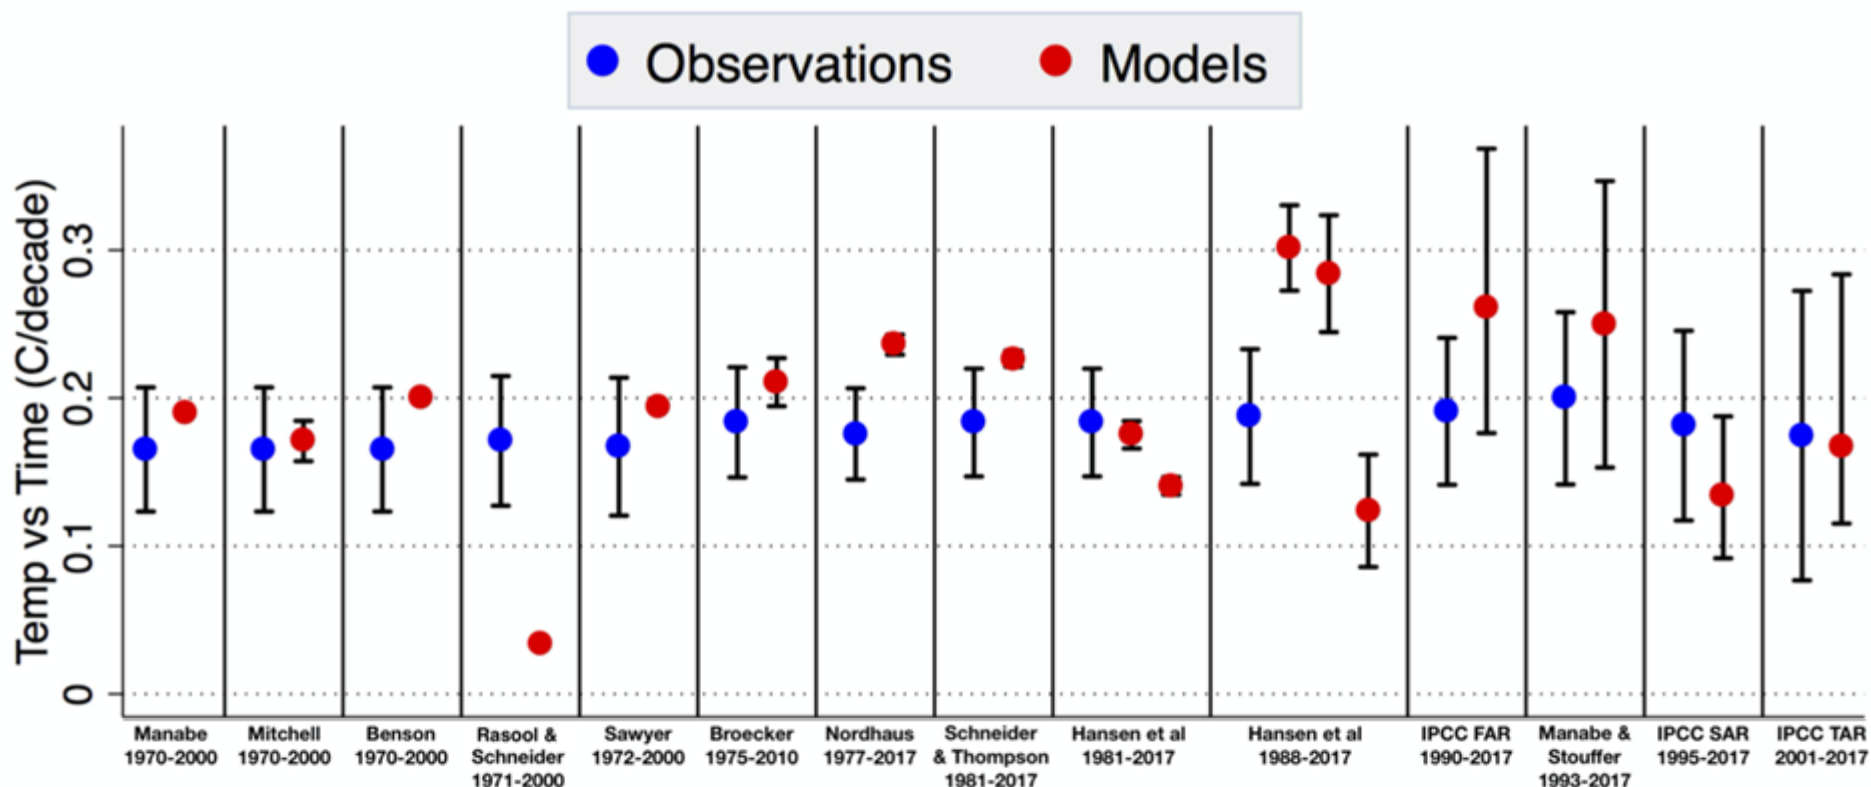 Observations Models
Temp vs Time (C/decade)
0.3
0.2
0.1
0
Manabe
1970-2000
Mitchell
1970-2000
Benson
1970-2000
Rasool &
Schneider
1971-2000
Sawyer
1972-2000
Broecker
1975-2010
Nordhaus
1977-2017
Schneider
& Thompson
1981-2017
Hansen et al
1981-2017
Hansen et al
1988-2017
IPCC FAR
1990-2017
Manabe &
Stouffer
1993-2017
IPCC SAR
1995-2017
IPCC TAR
2001-2017